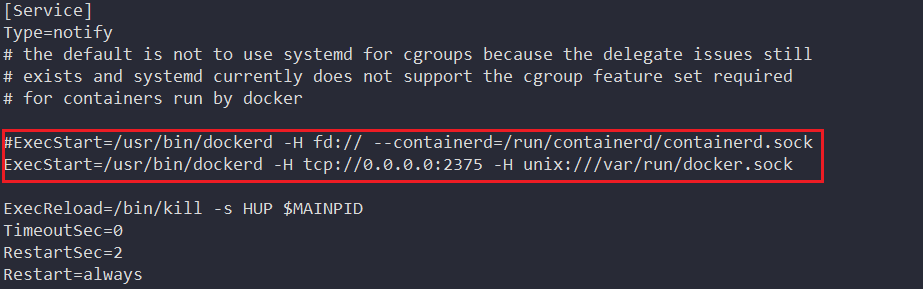 [Service]
Type=notify
# the default is not to use systemd for cgroups because the delegate issues still
# exists and systemd currently does not support the cgroup feature set required
# for containers run by docker
#ExecStart=/usr/bin/dockerd -H fd:// --containerd=/run/containerd/containerd.sock
ExecStart=/usr/bin/dockerd -H tcp://0.0.0.0:2375 -H unix:///var/run/docker.sock
ExecReload=/bin/kill -s HUP $MAINPID
TimeoutSec=0
RestartSec=2
Restart=always